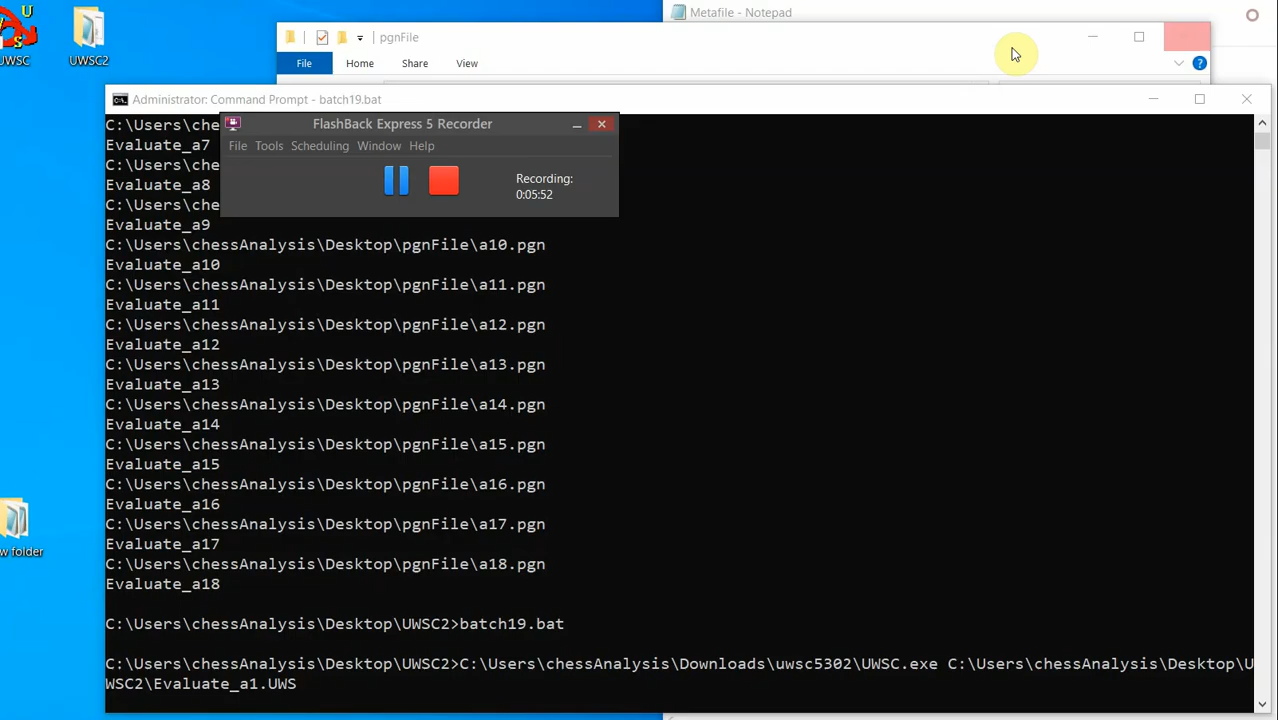 Metafile - Notepad
U
S
UWSC
UWSC2
pgnFile
File Home Share View
Administrator: Command Prompt - batch19.bat
FlashBack Express 5 Recorder
File Tools Scheduling Window Help
Recording:
0:05:52
C:\Users\che
Evaluate_a7
C:\Users\che
Evaluate_a8
C:\Users\che
Evaluate_a9
C:\Users\chessAnalysis\Desktop\pgnFile\a10.pgn
Evaluate_a10
C:\Users\chessAnalysis\Desktop\pgnFile\a11.pgn
Evaluate_a11
C:\Users\chessAnalysis\Desktop\pgnFile\a12.pgn
Evaluate_a12
C:\Users\chessAnalysis\Desktop\pgnFile\a13.pgn
Evaluate_a13
C:\Users\chessAnalysis\Desktop\pgnFile\a14.pgn
Evaluate_a14
C:\Users\chessAnalysis\Desktop\pgnFile\a15.pgn
Evaluate_a15
C:\Users\chessAnalysis\Desktop\pgnFile\a16.pgn
Evaluate_a16
C:\Users\chessAnalysis\Desktop\pgnFile\a17.pgn
Evaluate_a17
C:\Users\chessAnalysis\Desktop\pgnFile\a18.pgn
Evaluate_a18
C:\Users\chessAnalysis\Desktop\UWSC2>batch19.bat
C:\Users\chessAnalysis\Desktop\UWSC2>C:\Users\chessAnalysis\Downloads\uwsc5302\UWSC.exe C:\Users\chessAnalysis\Desktop\U
WSC2\Evaluate_a1.UWS
w folder